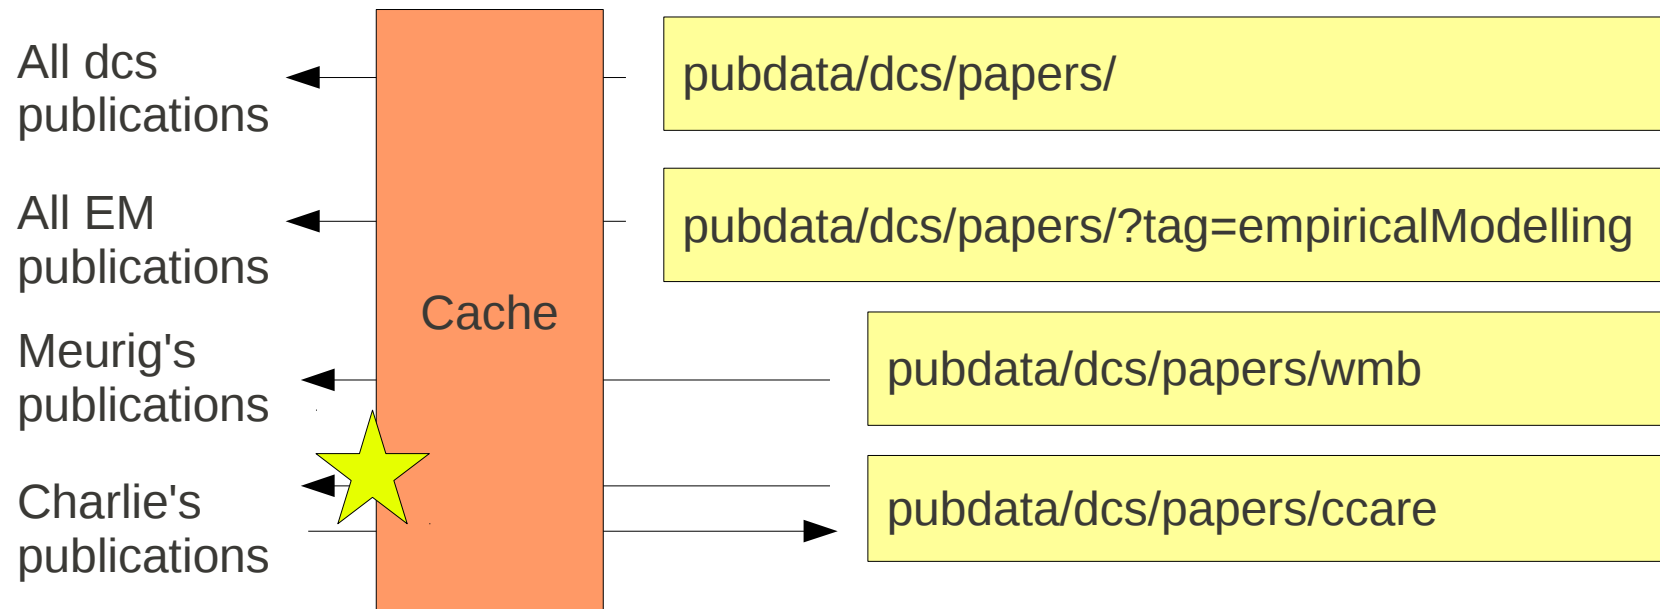 All dcs
publications
pubdata/dcs/papers/
All EM
publications
pubdata/dcs/papers/?tag=empiricalModelling
Cache
Meurig's
publications
pubdata/dcs/papers/wmb
Charlie's
publications
pubdata/dcs/papers/ccare